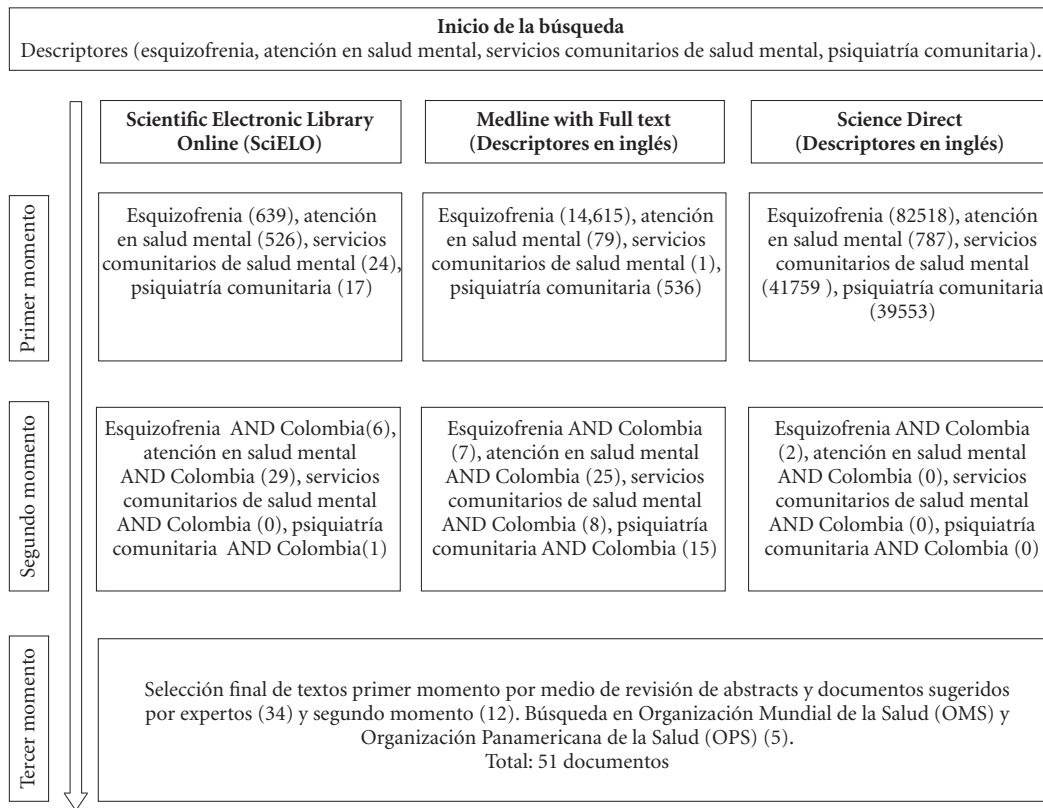 Inicio de la búsqueda
Descriptores (esquizofrenia, atención en salud mental, servicios comunitarios de salud mental, psiquiatría comunitaria).
Scientific Electronic Library
Online (SciELO)
Medline with Full text
(Descriptores en inglés)
Science Direct
(Descriptores en inglés)
Primer momento
Esquizofrenia (639), atención
en salud mental (526), servicios
comunitarios de salud mental (24),
psiquiatría comunitaria (17)
Esquizofrenia (14,615), atención
en salud mental (79), servicios
comunitarios de salud mental (1),
psiquiatría comunitaria (536)
Esquizofrenia (82518), atención
en salud mental (787), servicios
comunitarios de salud mental
(41759 ), psiquiatría comunitaria
(39553)
Segundo momento
Esquizofrenia AND Colombia(6),
atención en salud mental
AND Colombia (29), servicios
comunitarios de salud mental
AND Colombia (0), psiquiatría
comunitaria AND Colombia(1)
Esquizofrenia AND Colombia
(7), atención en salud mental
AND Colombia (25), servicios
comunitarios de salud mental
AND Colombia (8), psiquiatría
comunitaria AND Colombia (15)
Esquizofrenia AND Colombia
(2), atención en salud mental
AND Colombia (0), servicios
comunitarios de salud mental
AND Colombia (0), psiquiatría
comunitaria AND Colombia (0)
Tercer momento
Selección final de textos primer momento por medio de revisión de abstracts y documentos sugeridos
por expertos (34) y segundo momento (12). Búsqueda en Organización Mundial de la Salud (OMS) y
Organización Panamericana de la Salud (OPS) (5).
Total: 51 documentos